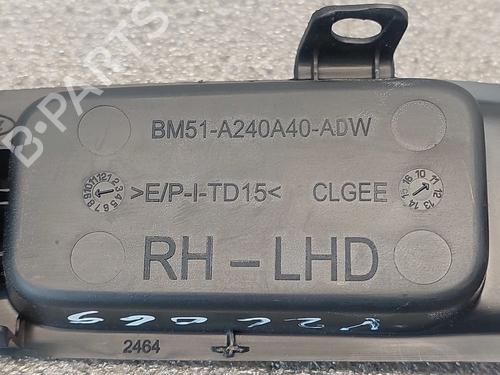 B-PARTS
BM51-A240A40-ADW
>E/P-I-TD15< CLGEE
RH - LHD
2464